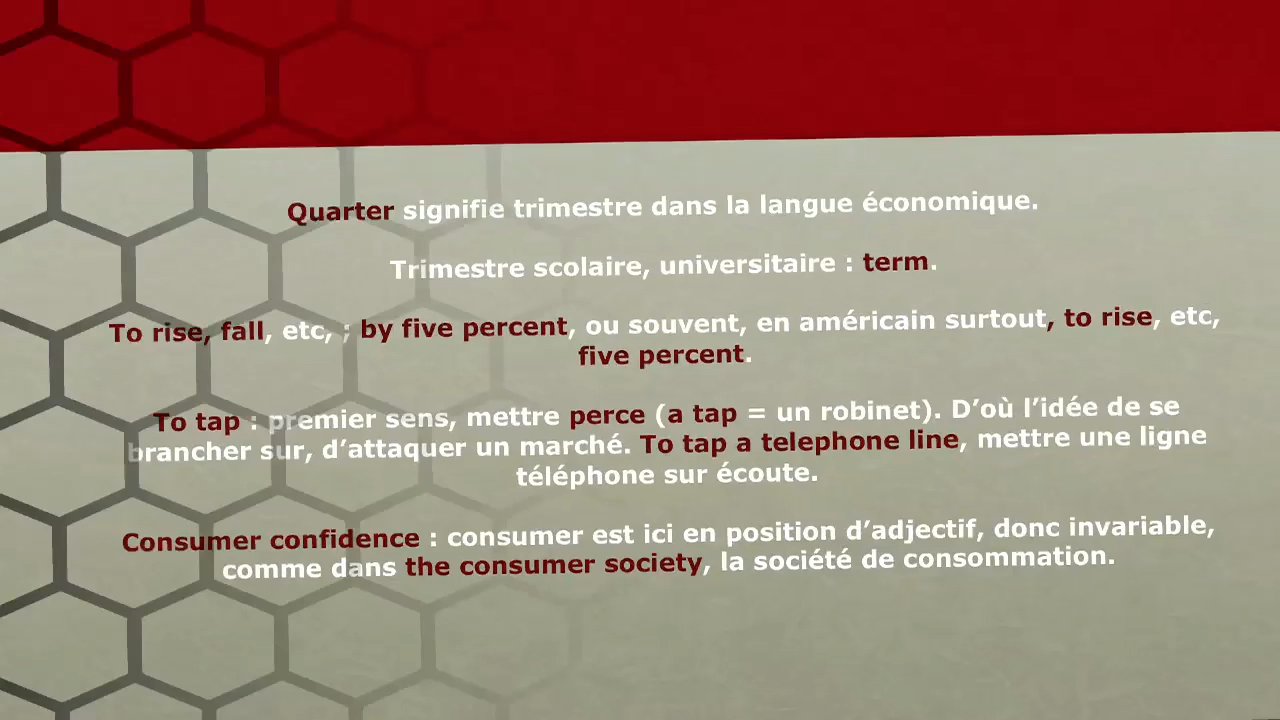 Quarter signifie trimestre dans la langue économique.
Trimestre scolaire, universitaire : term.
To rise, fall, etc, ; by five percent, ou souvent, en américain surtout, to rise, etc,
five percent.
To tap : premier sens, mettre perce (a tap = un robinet). D’où l’idée de se
brancher sur, d’attaquer un marché. To tap a telephone line, mettre une ligne
téléphone sur écoute.
Consumer confidence : consumer est ici en position d’adjectif, donc invariable,
comme dans the consumer society, la société de consommation.